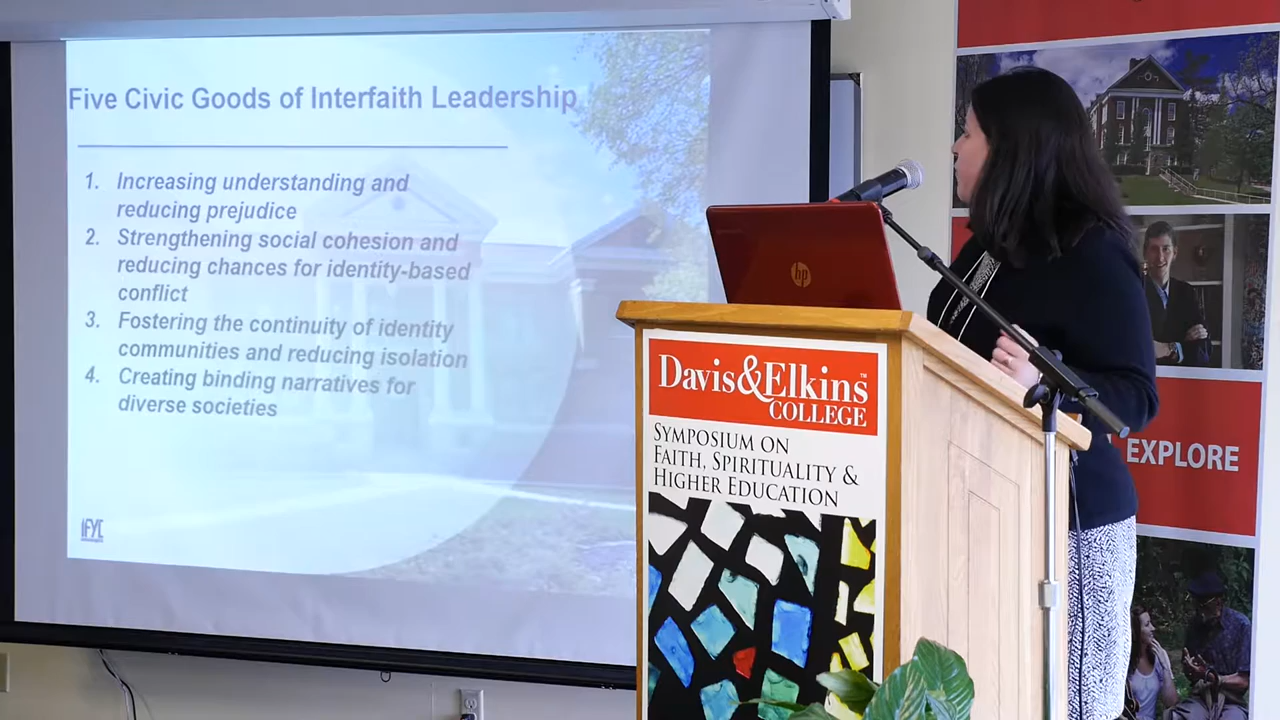 Five Civic Goods of Interfaith Leadership
1. Increasing understanding and
reducing prejudice
2. Strengthening social cohesion and
reducing chances for identity-based
conflict
3. Fostering the continuity of identity
communities and reducing isolation
4. Creating binding narratives for
diverse societies
IFYC
hp
Davis&Elkins™
COLLEGE
SYMPOSIUM ON
FAITH, SPIRITUALITY &
HIGHER EDUCATION
EXPLORE